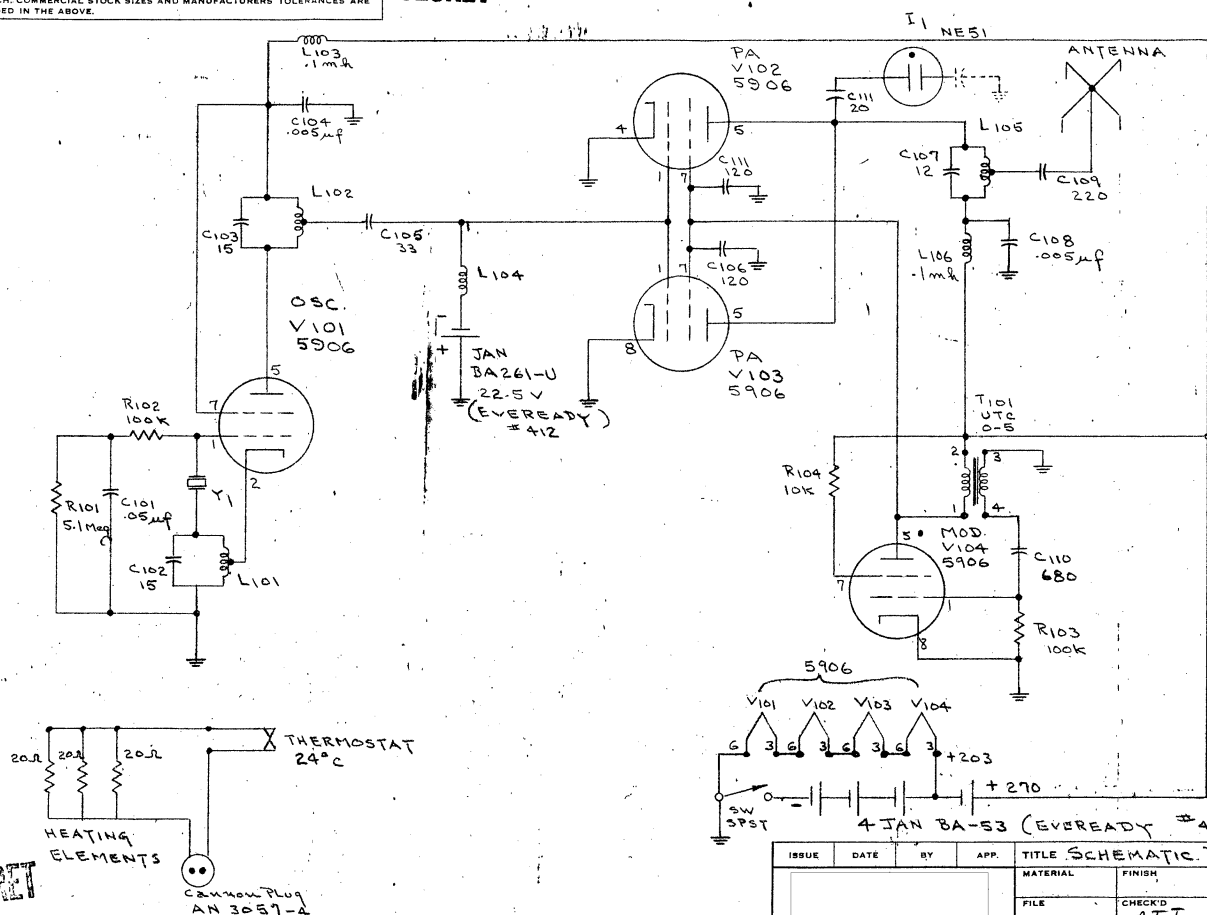 CH. COMMERCIAL STOCK SIZES AND MANUFACTURERS TOLERANCES ARE
ED IN THE ABOVE.
I1
NE51
L103
.1mh
PA
V102
5906
ANTENNA
C111
20
C104
.005µf
4
5
L105
C107
12
C111
120
1
7
C109
220
L102
C103
15
C105
33
C108
.005µf
L106
.1mh
L104
1
7
C106
120
OSC.
V101
5906
5
8
-
+
JAN
BA261-U
22.5V
(EVEREADY)
#412
PA
V103
5906
5
R102
100K
7
1
T101
UTC
0-5
2
3
R104
10K
2
Y1
R101
5.1Meg
C101
.05µf
1
4
5
MOD.
V104
5906
C110
680
C102
15
L101
7
1
R103
100K
8
5906
V101
V102
V103
V104
6
3
6
3
6
3
6
3
+203
20Ω
20Ω
20Ω
THERMOSTAT
24°C
-
+270
SW
SPST
4 JAN BA-53 (EVEREADY #4
HEATING
ELEMENTS
Cannon Plug
AN 3057-4
ISSUE
DATE
BY
APP.
TITLE SCHEMATIC.
MATERIAL
FINISH
FILE
CHECK'D